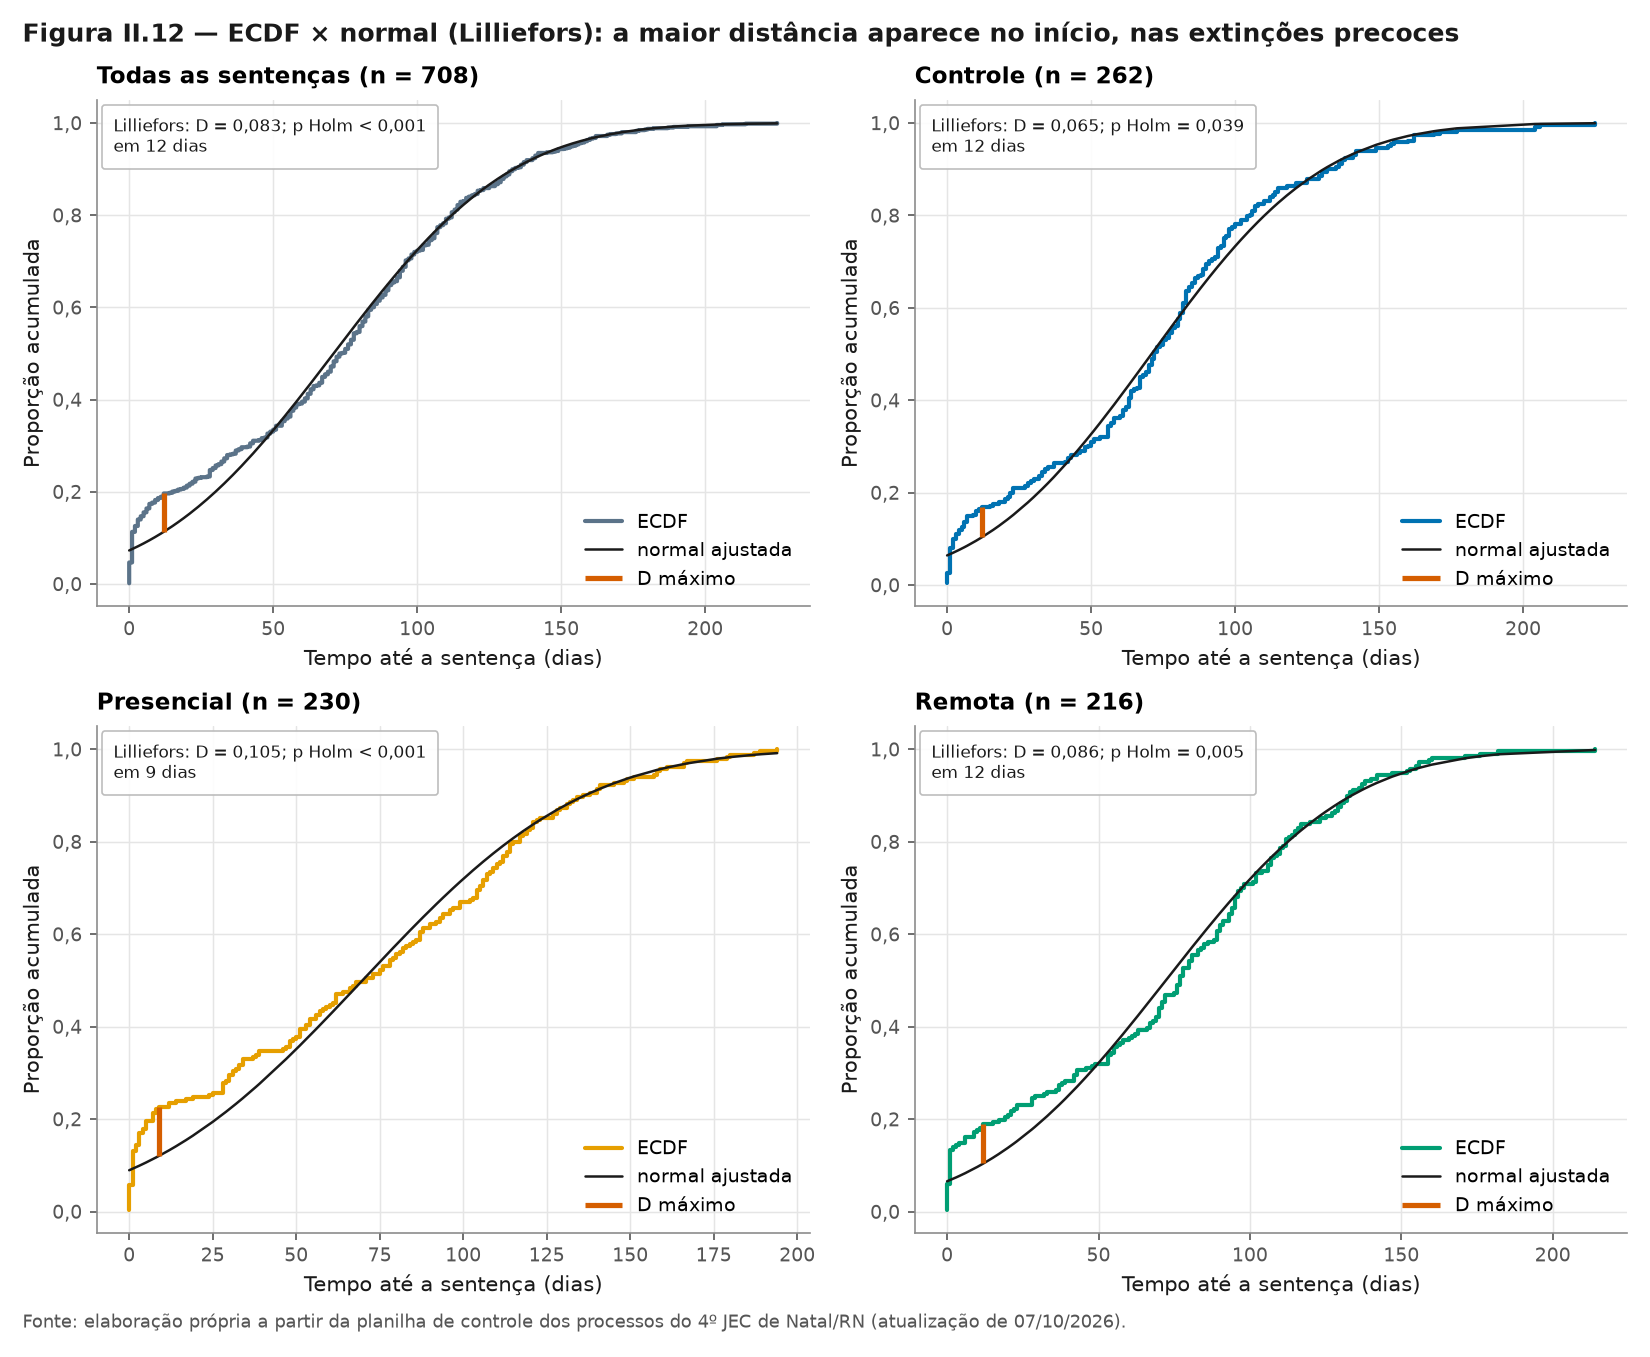 Figura II.12 — ECDF × normal (Lilliefors): a maior distância aparece no início, nas extinções precoces
Todas as sentenças (n = 708)
Lilliefors: D = 0,083; p Holm < 0,001
em 12 dias
Proporção acumulada
1,0
0,8
0,6
0,4
0,2
0,0
ECDF
normal ajustada
D máximo
0 50 100 150 200
Tempo até a sentença (dias)
Controle (n = 262)
Lilliefors: D = 0,065; p Holm = 0,039
em 12 dias
Proporção acumulada
1,0
0,8
0,6
0,4
0,2
0,0
ECDF
normal ajustada
D máximo
0 50 100 150 200
Tempo até a sentença (dias)
Presencial (n = 230)
Lilliefors: D = 0,105; p Holm < 0,001
em 9 dias
Proporção acumulada
1,0
0,8
0,6
0,4
0,2
0,0
ECDF
normal ajustada
D máximo
0 25 50 75 100 125 150 175 200
Tempo até a sentença (dias)
Remota (n = 216)
Lilliefors: D = 0,086; p Holm = 0,005
em 12 dias
Proporção acumulada
1,0
0,8
0,6
0,4
0,2
0,0
ECDF
normal ajustada
D máximo
0 50 100 150 200
Tempo até a sentença (dias)
Fonte: elaboração própria a partir da planilha de controle dos processos do 4º JEC de Natal/RN (atualização de 07/10/2026).